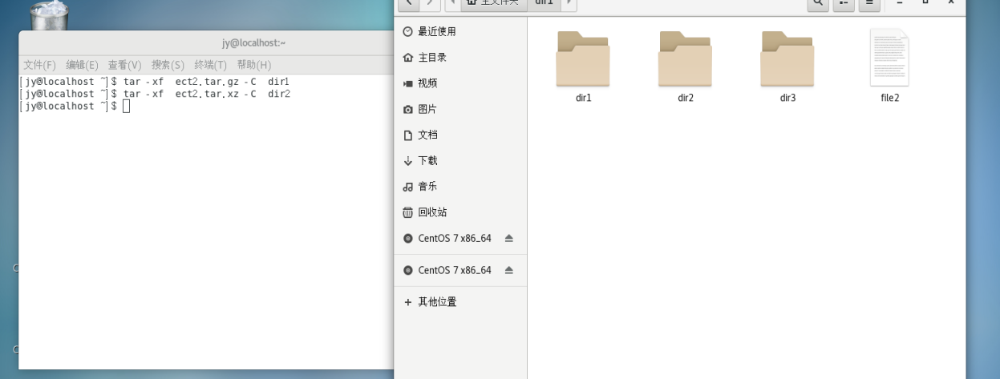 jy@localhost:~
文件(F) 编辑(E) 查看(V) 搜索(S) 终端(T) 帮助(H)
[jy@localhost ~]$ tar -xf  ect2.tar.gz -C  dir1
[jy@localhost ~]$ tar -xf  ect2.tar.xz -C  dir2
[jy@localhost ~]$
主文件夹 dir1
最近使用
主目录
视频
图片
文档
下载
音乐
回收站
CentOS 7 x86_64
CentOS 7 x86_64
其他位置
dir1 dir2 dir3 file2